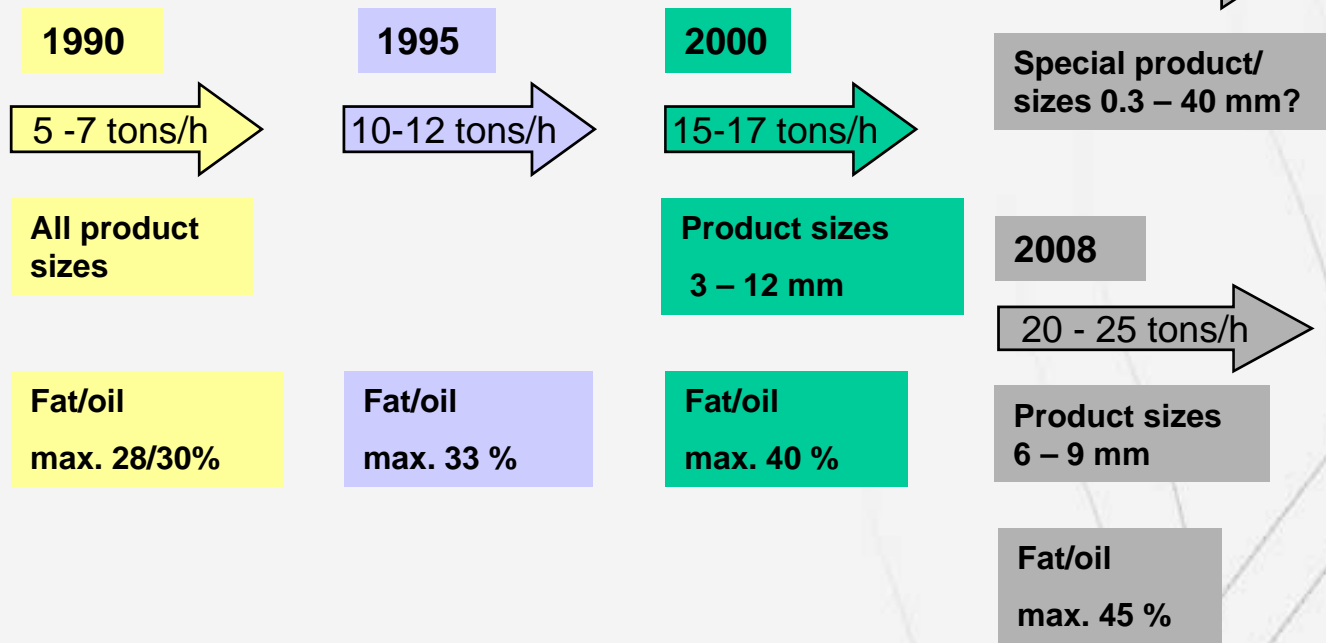 1990
5 -7 tons/h
All product
sizes
Fat/oil
max. 28/30%
1995
10-12 tons/h
Fat/oil
max. 33 %
2000
15-17 tons/h
Product sizes
3 – 12 mm
Fat/oil
max. 40 %
Special product/
sizes 0.3 – 40 mm?
2008
20 - 25 tons/h
Product sizes
6 – 9 mm
Fat/oil
max. 45 %